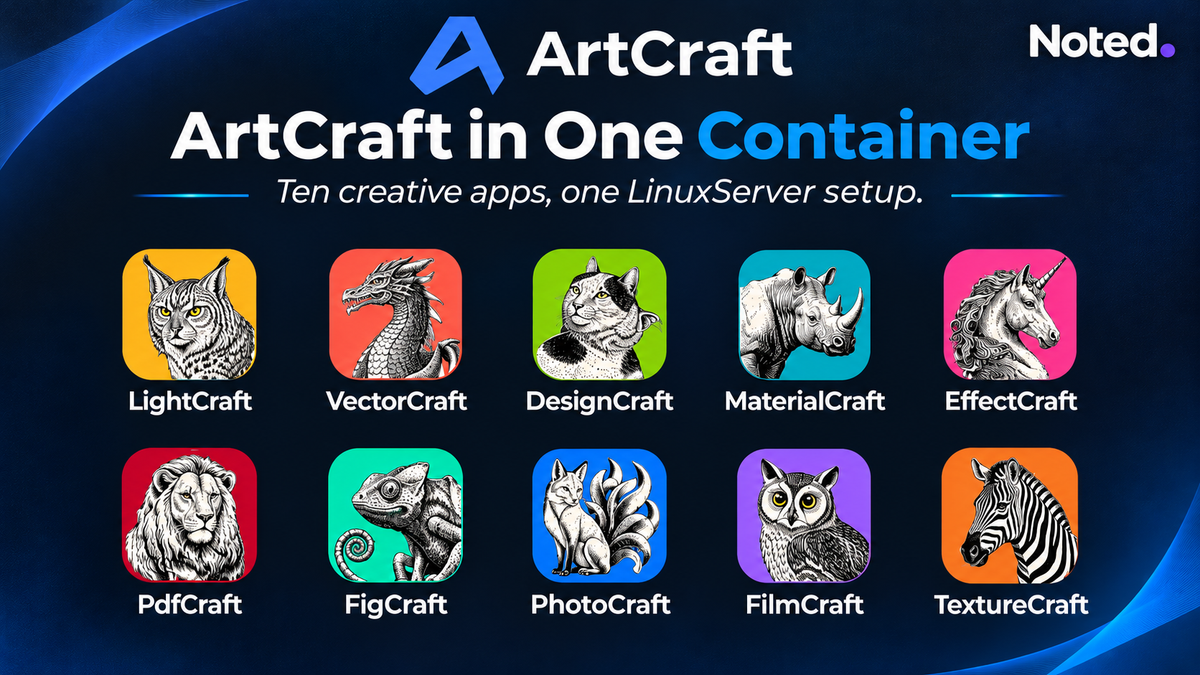 ArtCraft
Noted.
ArtCraft in One Container
Ten creative apps, one LinuxServer setup.
LightCraft
VectorCraft
DesignCraft
MaterialCraft
EffectCraft
PdfCraft
FigCraft
PhotoCraft
FilmCraft
TextureCraft